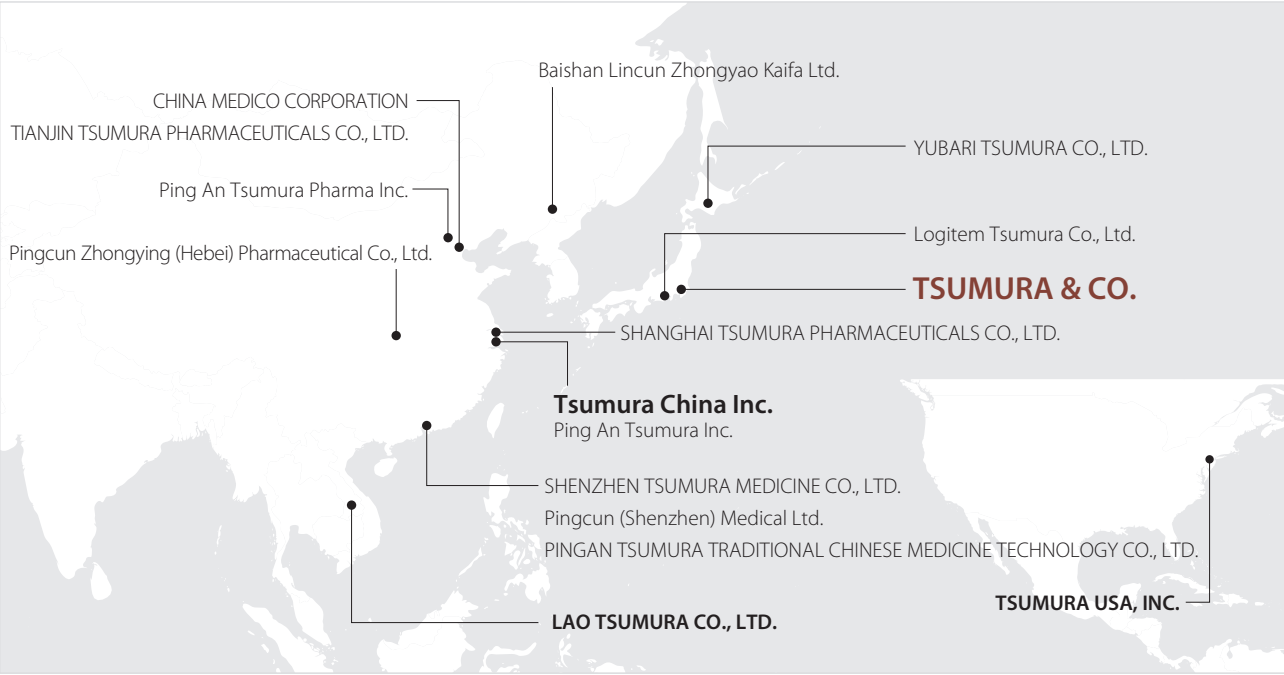 Baishan Lincun Zhongyao Kaifa Ltd.
CHINA MEDICO CORPORATION
TIANJIN TSUMURA PHARMACEUTICALS CO., LTD.
Ping An Tsumura Pharma Inc.
Pingcun Zhongying (Hebei) Pharmaceutical Co., Ltd.
YUBARI TSUMURA CO., LTD.
Logitem Tsumura Co., Ltd.
TSUMURA & CO.
SHANGHAI TSUMURA PHARMACEUTICALS CO., LTD.
Tsumura China Inc.
Ping An Tsumura Inc.
SHENZHEN TSUMURA MEDICINE CO., LTD.
Pingcun (Shenzhen) Medical Ltd.
PINGAN TSUMURA TRADITIONAL CHINESE MEDICINE TECHNOLOGY CO., LTD.
TSUMURA USA, INC.
LAO TSUMURA CO., LTD.